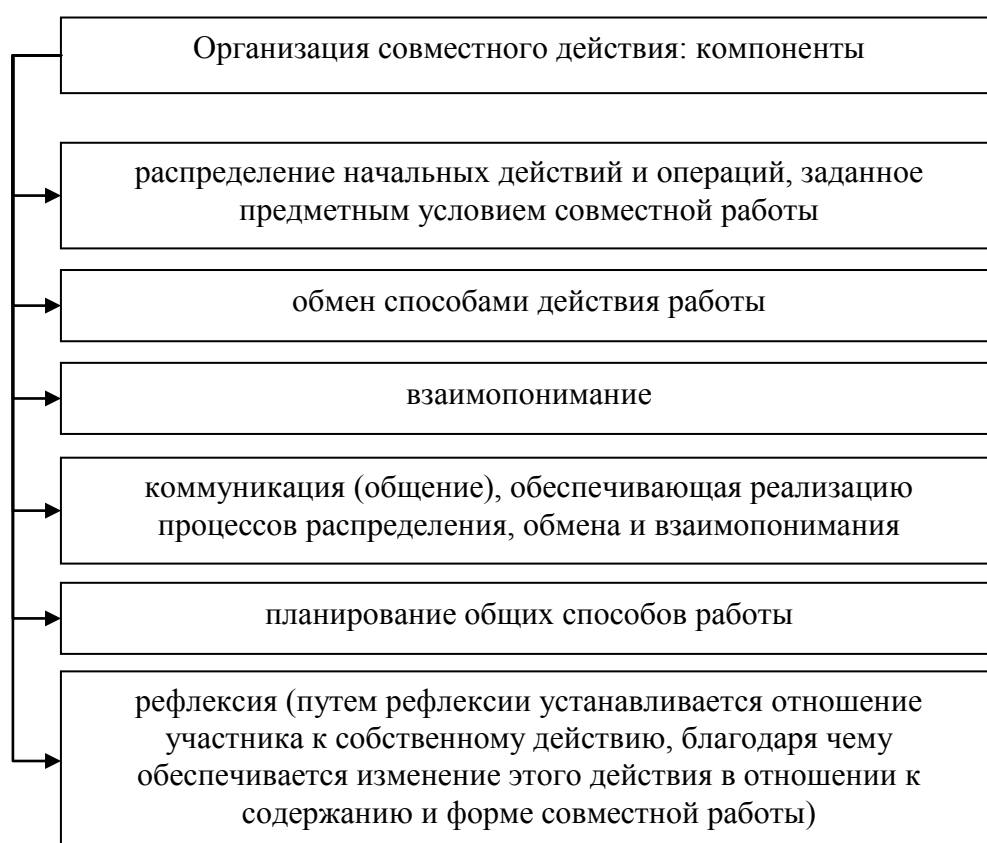 Организация совместного действия: компоненты
распределение начальных действий и операций, заданное
предметным условием совместной работы
обмен способами действия работы
взаимопонимание
коммуникация (общение), обеспечивающая реализацию
процессов распределения, обмена и взаимопонимания
планирование общих способов работы
рефлексия (путем рефлексии устанавливается отношение
участника к собственному действию, благодаря чему
обеспечивается изменение этого действия в отношении к
содержанию и форме совместной работы)